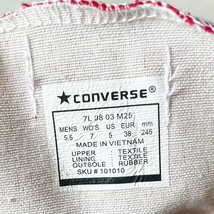 ★CONVERSE®
7L 08 03 M25
MENS WO'S US EUR mm
5.5 7 5 38 245
MADE IN VIETNAM
UPPER : TEXTILE
LINING : TEXTILE
OUTSOLE : RUBBER
SKU # 101010